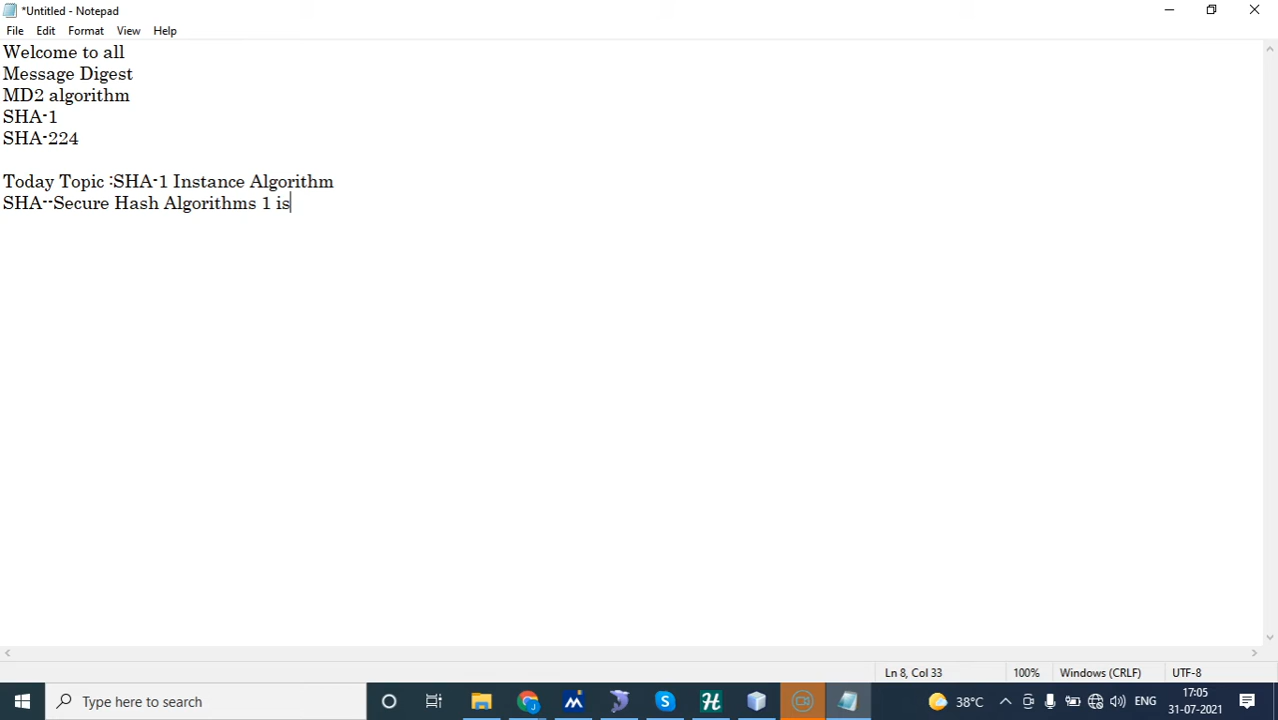 *Untitled - Notepad
File Edit Format View Help
Welcome to all
Message Digest
MD2 algorithm
SHA-1
SHA-224
Today Topic :SHA-1 Instance Algorithm
SHA--Secure Hash Algorithms 1 is
Ln 8, Col 33 100% Windows (CRLF) UTF-8
Type here to search 38°C ENG 17:05
31-07-2021